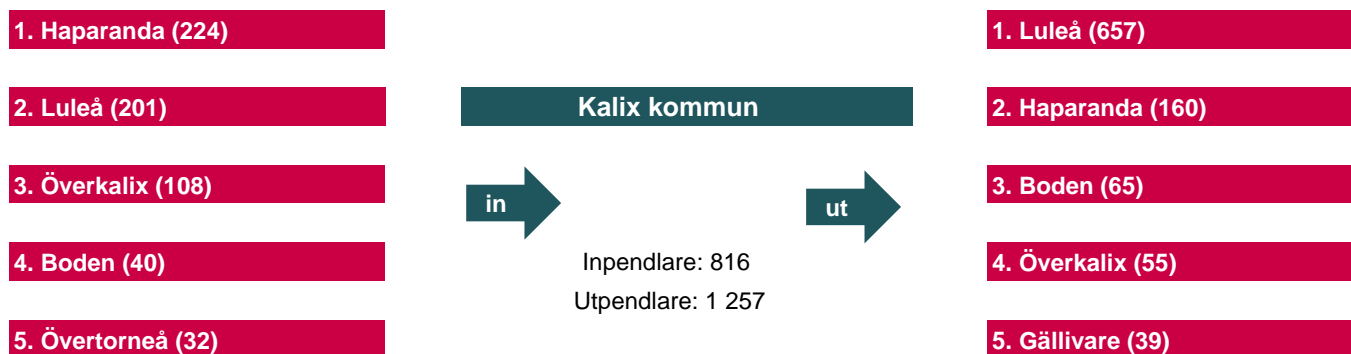 1. Haparanda (224)
2. Luleå (201)
3. Överkalix (108)
4. Boden (40)
5. Övertorneå (32)
Kalix kommun
in
ut
Inpendlare: 816
Utpendlare: 1 257
1. Luleå (657)
2. Haparanda (160)
3. Boden (65)
4. Överkalix (55)
5. Gällivare (39)